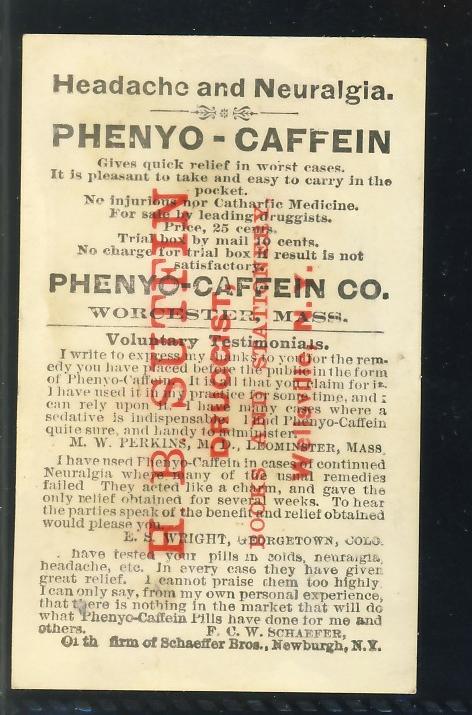 Headache and Neuralgia.
PHENYO - CAFFEIN
Gives quick relief in worst cases.
It is pleasant to take and easy to carry in the
pocket.
No injurious nor Cathartic Medicine.
For sale by leading druggists.
Price, 25 cents.
Trial box by mail 10 cents.
No charge for trial box if result is not
satisfactory.
PHENYO-CAFFEIN CO.
WORCESTER, MASS.
Voluntary Testimonials.
I write to express my thanks to you for the rem-
edy you have placed before the public in the form
of Phenyo-Caffein. It is all that you claim for it.
I have used it in my practice for some time, and I
can rely upon it. I have many cases where a
sedative is indispensable. I find Phenyo-Caffein
quite sure, and handy to administer.
M. W. PERKINS, M. D., LEOMINSTER, MASS.
I have used Phenyo-Caffein in cases of continued
Neuralgia where many of the usual remedies
failed They acted like a charm, and gave the
only relief obtained for several weeks. To hear
the parties speak of the benefit and relief obtained
would please you.
E. S. WRIGHT, GEORGETOWN, COLO.
have tested your pills in colds, neuralgia,
headache, etc. In every case they have given
great relief. I cannot praise them too highly.
I can only say, from my own personal experience,
that there is nothing in the market that will do
what Phenyo-Caffein Pills have done for me and
others. F. C. W. SCHAEFER,
Of th firm of Schaeffer Bros., Newburgh, N.Y.
H B SUTFIN
DRUGGIST,
BOOKS AND STATIONERY
Wellsville, N. Y.